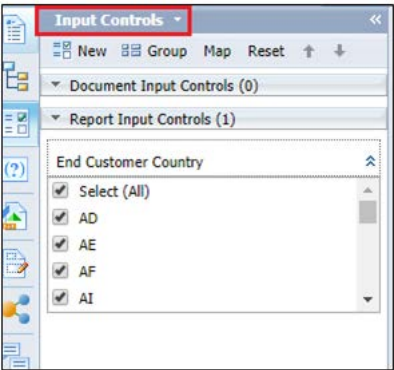 Input Controls
New Group Map Reset
Document Input Controls (0)
Report Input Controls (1)
(?)
End Customer Country
Select (All)
AD
AE
AF
AI